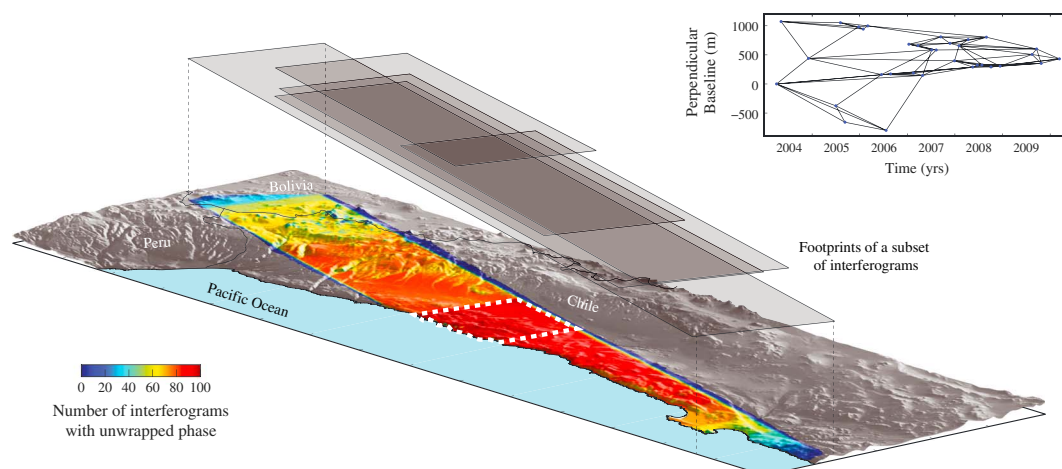 1000
500
0
−500
Perpendicular
Baseline (m)
2004 2005 2006 2007 2008 2009
Time (yrs)
Bolivia
Peru
Chile
Pacific Ocean
Footprints of a subset
of interferograms
0 20 40 60 80 100
Number of interferograms
with unwrapped phase